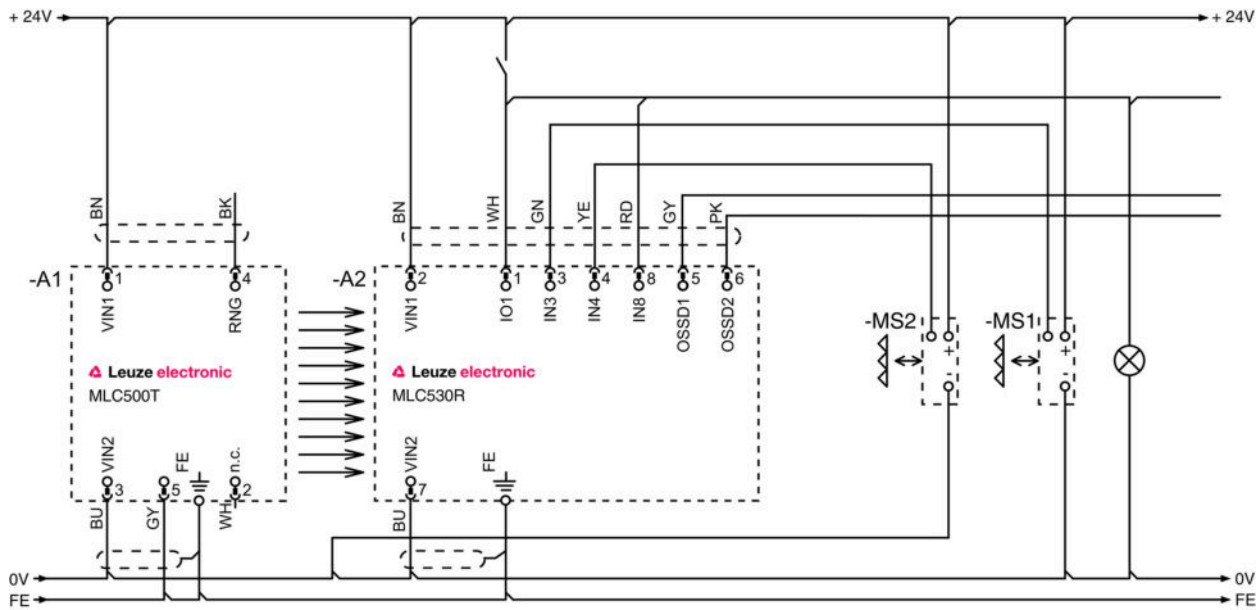 + 24V
+ 24V
BN
BK
BN
WH
GN
YE
RD
GY
PK
-A1
1
4
-A2
2
1
3
4
8
5
6
VIN1
RNG
VIN1
IO1
IN3
IN4
IN8
OSSD1
OSSD2
-MS2
-MS1
+
-
+
-
Leuze electronic
MLC500T
Leuze electronic
MLC530R
VIN2
FE
n.c.
VIN2
FE
3
5
2
7
BU
GY
WH
BU
0V
0V
FE
FE